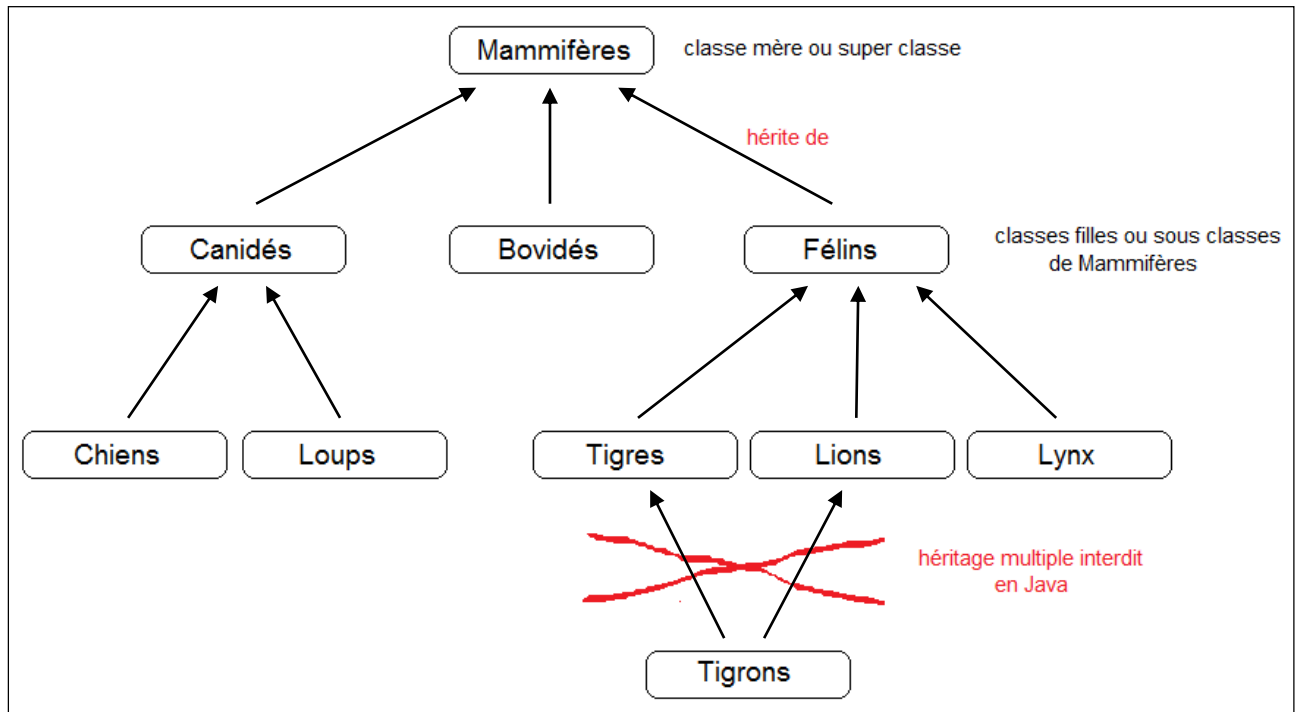 Mammifères
classe mère ou super classe
hérite de
Canidés
Bovidés
Félins
classes filles ou sous classes
de Mammifères
Chiens
Loups
Tigres
Lions
Lynx
héritage multiple interdit
en Java
Tigrons